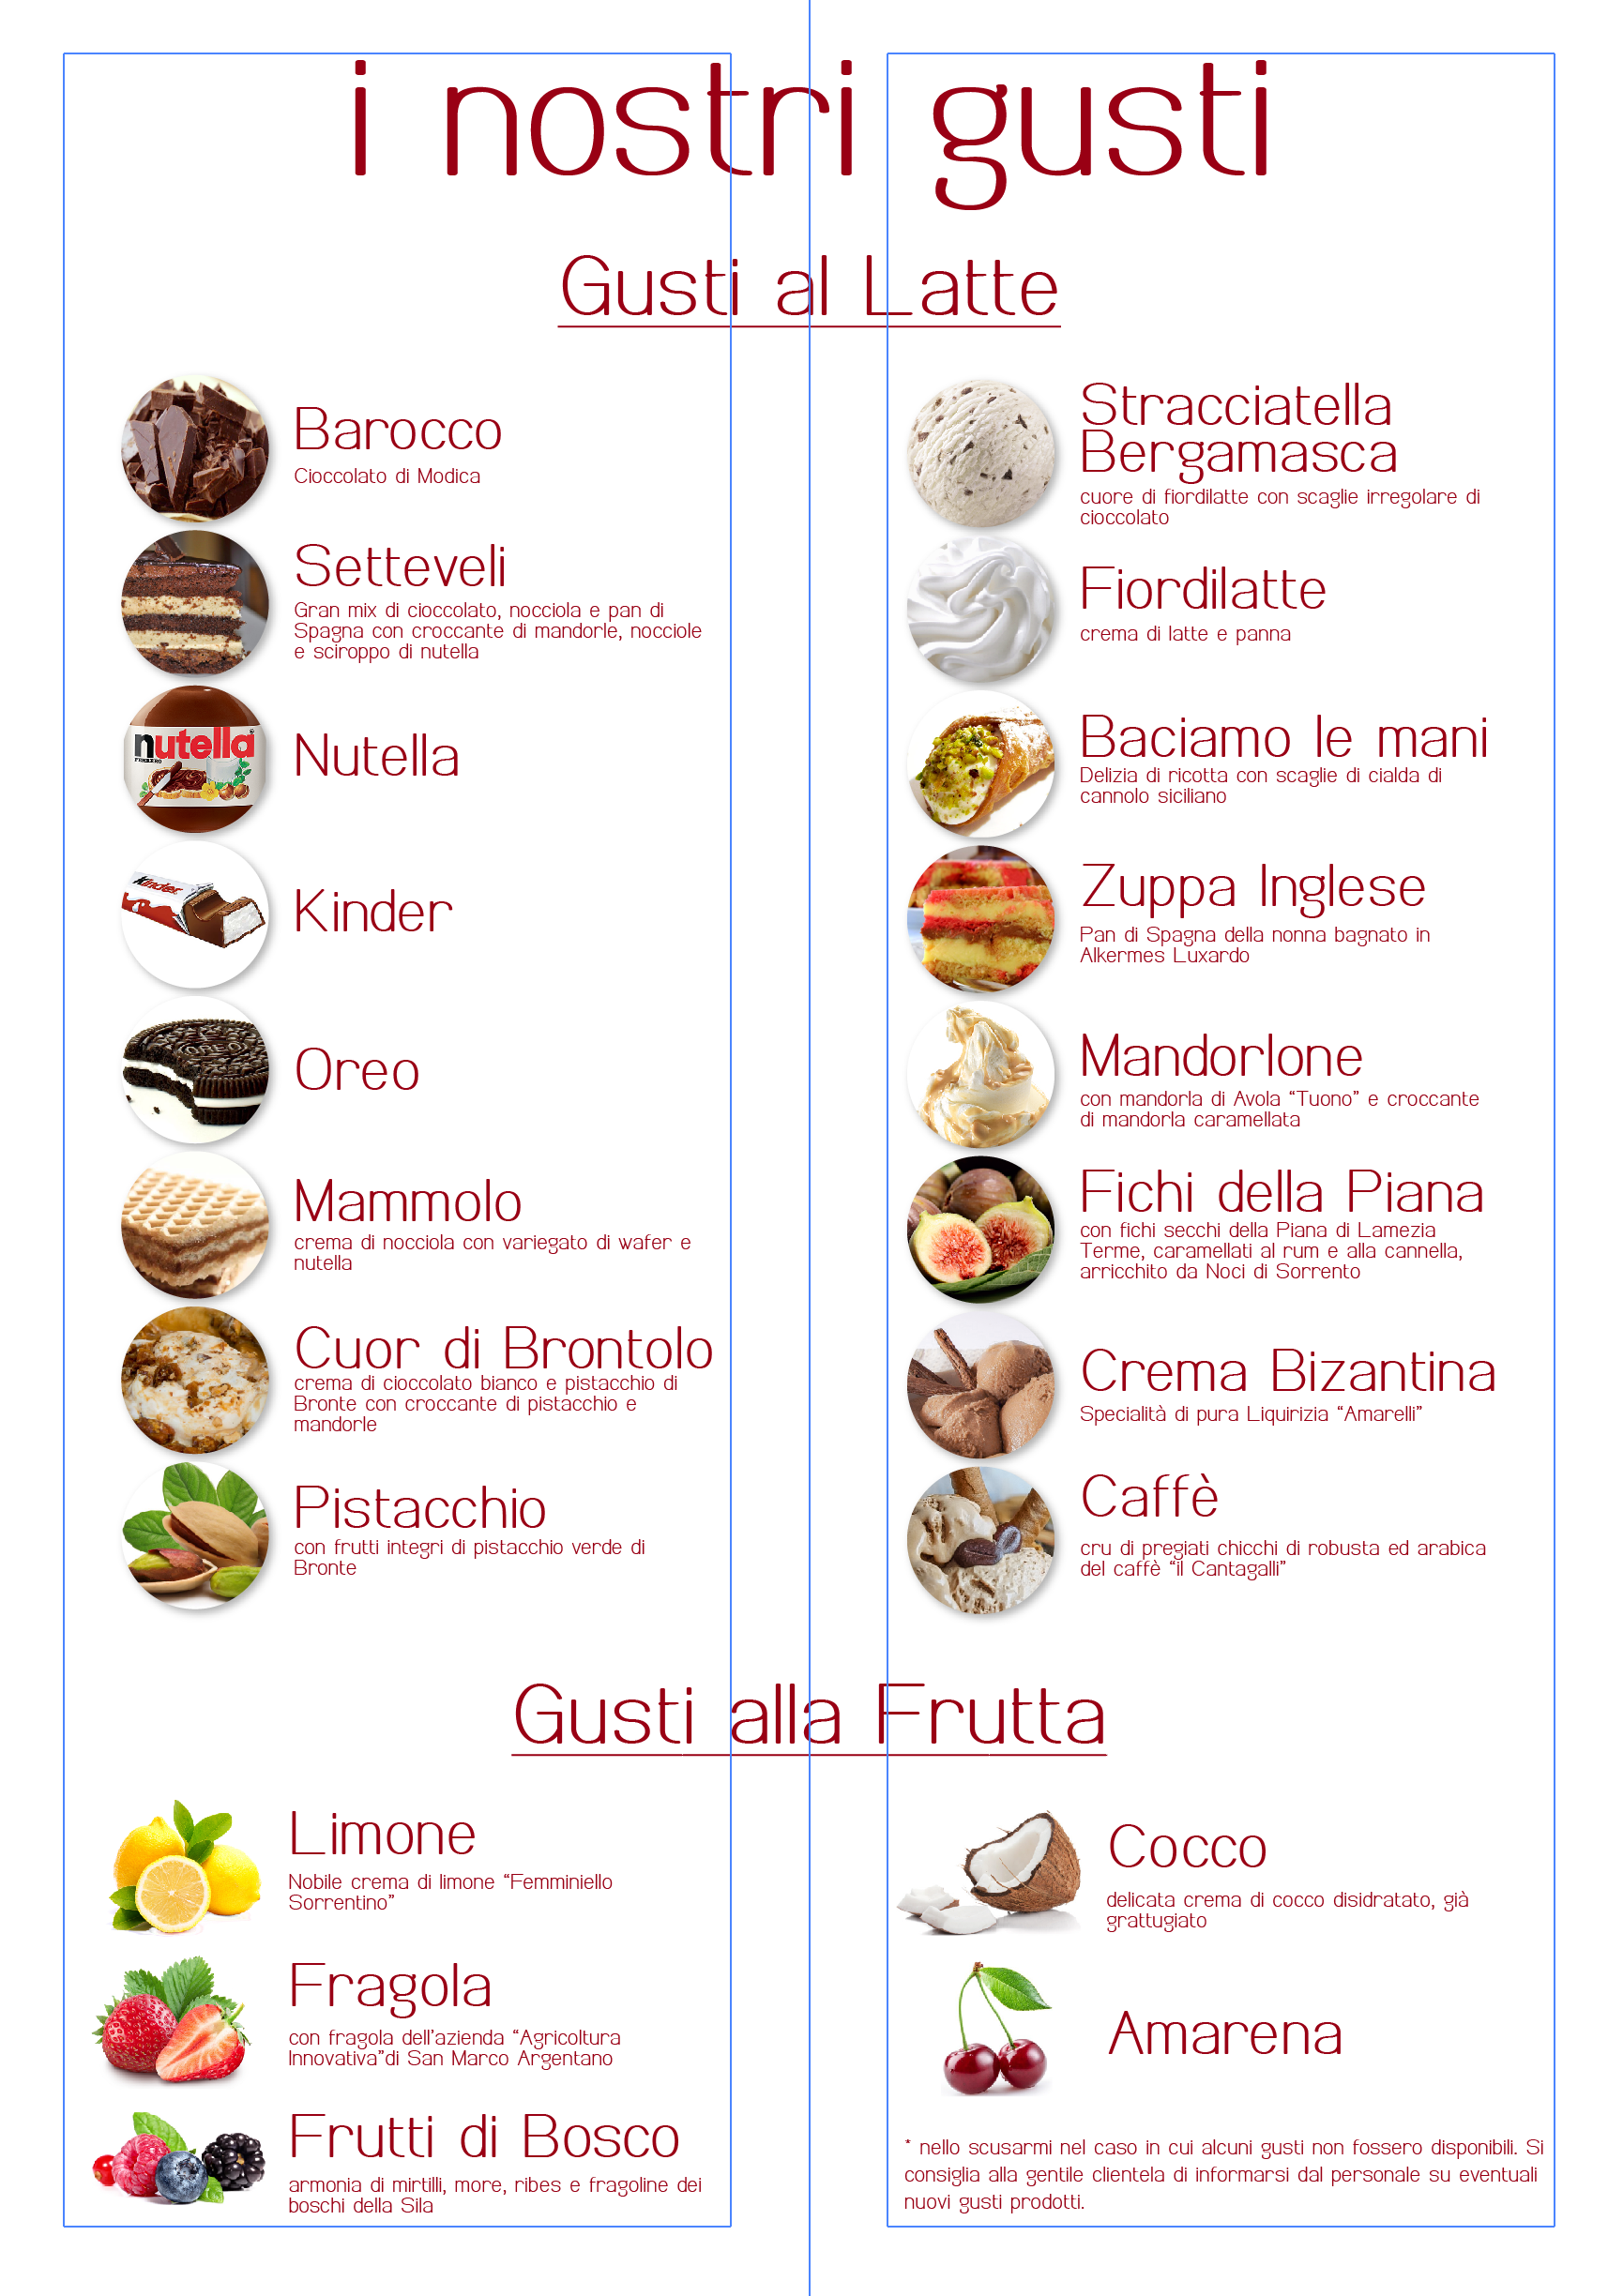 i nostri gusti
Gusti al Latte
Barocco
Cioccolato di Modica
Setteveli
Gran mix di cioccolato, nocciola e pan di
Spagna con croccante di mandorle, nocciole
e sciroppo di nutella
nutella
FERRERO
Nutella
Kinder
Kinder
Oreo
Mammolo
crema di nocciola con variegato di wafer e
nutella
Cuor di Brontolo
crema di cioccolato bianco e pistacchio di
Bronte con croccante di pistacchio e
mandorle
Pistacchio
con frutti integri di pistacchio verde di
Bronte
Stracciatella
Bergamasca
cuore di fiordilatte con scaglie irregolare di
cioccolato
Fiordilatte
crema di latte e panna
Baciamo le mani
Delizia di ricotta con scaglie di cialda di
cannolo siciliano
Zuppa Inglese
Pan di Spagna della nonna bagnato in
Alkermes Luxardo
Mandorlone
con mandorla di Avola “Tuono” e croccante
di mandorla caramellata
Fichi della Piana
con fichi secchi della Piana di Lamezia
Terme, caramellati al rum e alla cannella,
arricchito da Noci di Sorrento
Crema Bizantina
Specialità di pura Liquirizia “Amarelli”
Caffè
cru di pregiati chicchi di robusta ed arabica
del caffè “il Cantagalli”
Gusti alla Frutta
Limone
Nobile crema di limone “Femminiello
Sorrentino”
Fragola
con fragola dell’azienda “Agricoltura
Innovativa”di San Marco Argentano
Frutti di Bosco
armonia di mirtilli, more, ribes e fragoline dei
boschi della Sila
Cocco
delicata crema di cocco disidratato, già
grattugiato
Amarena
* nello scusarmi nel caso in cui alcuni gusti non fossero disponibili. Si
consiglia alla gentile clientela di informarsi dal personale su eventuali
nuovi gusti prodotti.